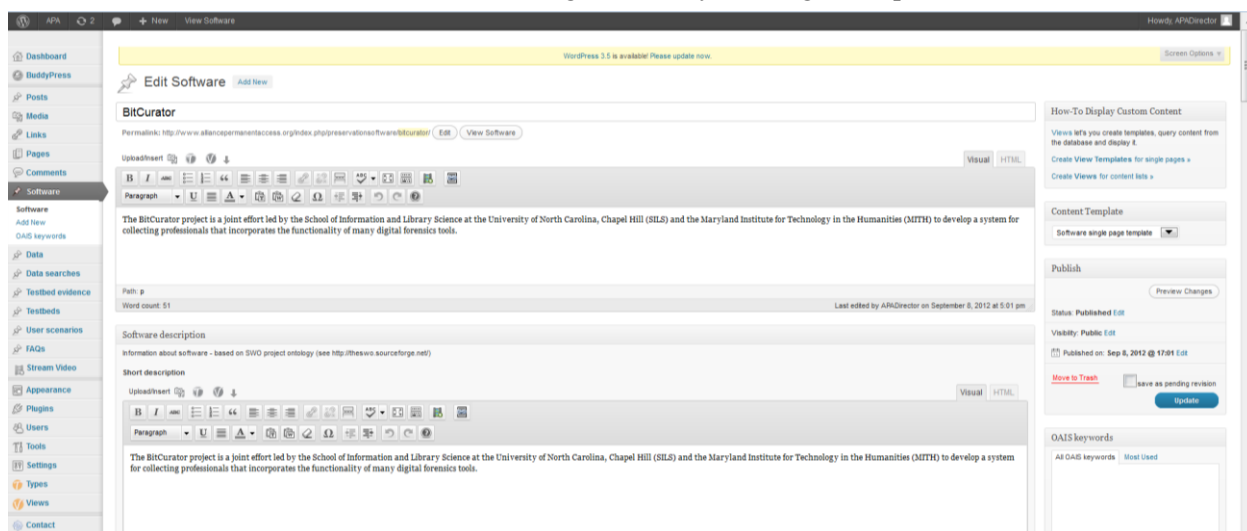 APA 2 + New View Software Howdy, APADirector
WordPress 3.5 is available! Please update now.
Screen Options
Dashboard
BuddyPress
Posts
Media
Links
Pages
Comments
Software
Software
Add New
OAIS keywords
Data
Data searches
Testbed evidence
Testbeds
User scenarios
FAQs
Stream Video
Appearance
Plugins
Users
Tools
Settings
Types
Views
Contact
Edit Software Add New
BitCurator
Permalink: http://www.alliancepermanentaccess.org/index.php/preservationsoftware/bitcurator/ Edit View Software
Upload/Insert
Visual HTML
B I ABC
Paragraph U A Ω
The BitCurator project is a joint effort led by the School of Information and Library Science at the University of North Carolina, Chapel Hill (SILS) and the Maryland Institute for Technology in the Humanities (MITH) to develop a system for
collecting professionals that incorporates the functionality of many digital forensics tools.
Path: p
Word count: 51 Last edited by APADirector on September 8, 2012 at 5:01 pm
Software description
Information about software - based on SWO project ontology (see http://theswo.sourceforge.net/)
Short description
Upload/Insert
Visual HTML
B I ABC
Paragraph U A Ω
The BitCurator project is a joint effort led by the School of Information and Library Science at the University of North Carolina, Chapel Hill (SILS) and the Maryland Institute for Technology in the Humanities (MITH) to develop a system
for collecting professionals that incorporates the functionality of many digital forensics tools.
How-To Display Custom Content
Views let's you create templates, query content from
the database and display it.
Create View Templates for single pages »
Create Views for content lists »
Content Template
Software single page template
Publish
Preview Changes
Status: Published Edit
Visibility: Public Edit
Published on: Sep 8, 2012 @ 17:01 Edit
Move to Trash save as pending revision
Update
OAIS keywords
All OAIS keywords Most Used